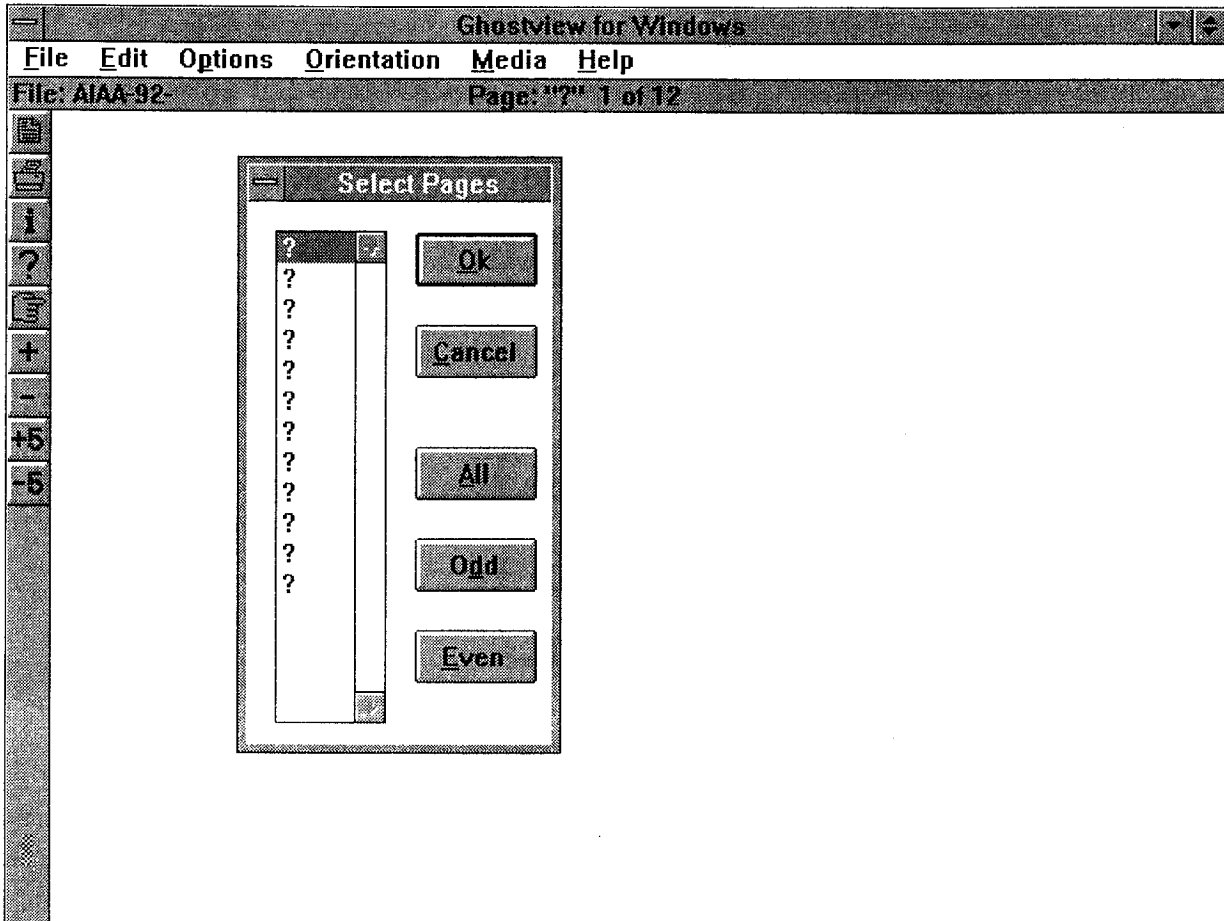 Ghostview for Windows
File Edit Options Orientation Media Help
File: AIAA-92- Page: "?" 1 of 12
i
?
+
-
+5
-5
Select Pages
?
?
?
?
?
?
?
?
?
?
?
?
Ok
Cancel
All
Odd
Even